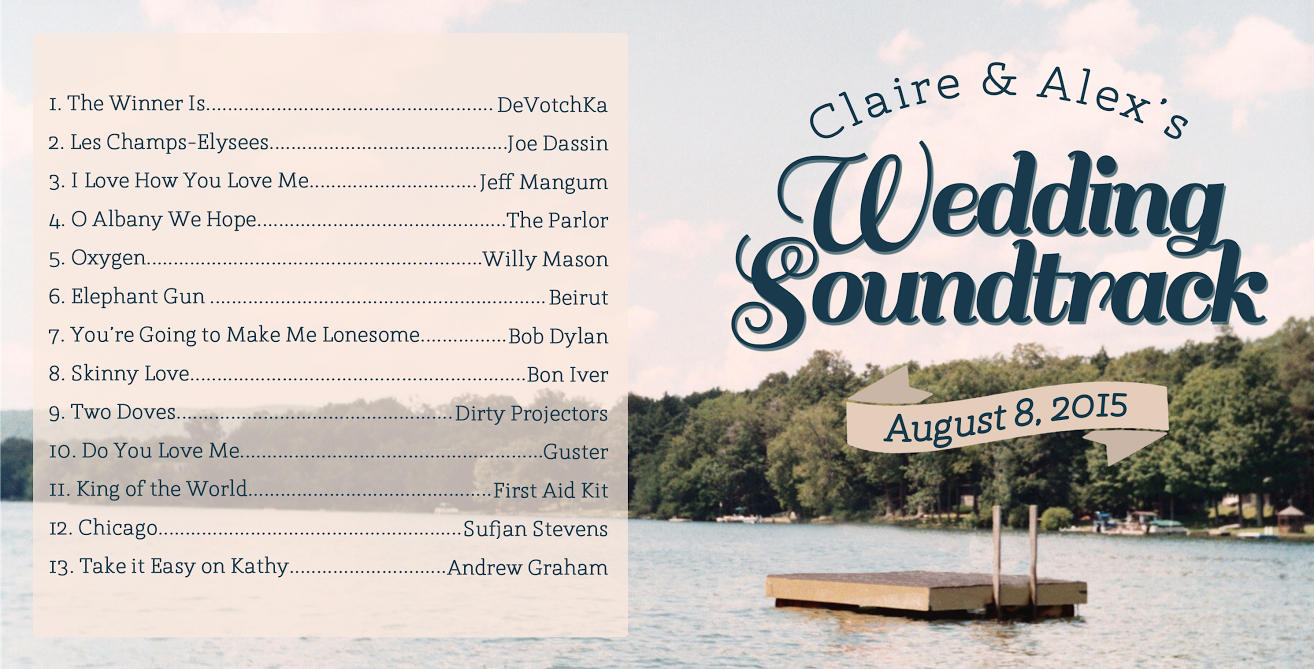 1. The Winner Is................................................... DeVotchKa
2. Les Champs-Elysees...........................................Joe Dassin
3. I Love How You Love Me..............................Jeff Mangum
4. O Albany We Hope.............................................The Parlor
5. Oxygen.............................................................Willy Mason
6. Elephant Gun ............................................................. Beirut
7. You're Going to Make Me Lonesome...............Bob Dylan
8. Skinny Love.............................................................Bon Iver
9. Two Doves..................................................Dirty Projectors
10. Do You Love Me......................................................Guster
11. King of the World............................................First Aid Kit
12. Chicago......................................................Sufjan Stevens
13. Take it Easy on Kathy............................Andrew Graham
Claire & Alex's
Wedding
Soundtrack
August 8, 2015